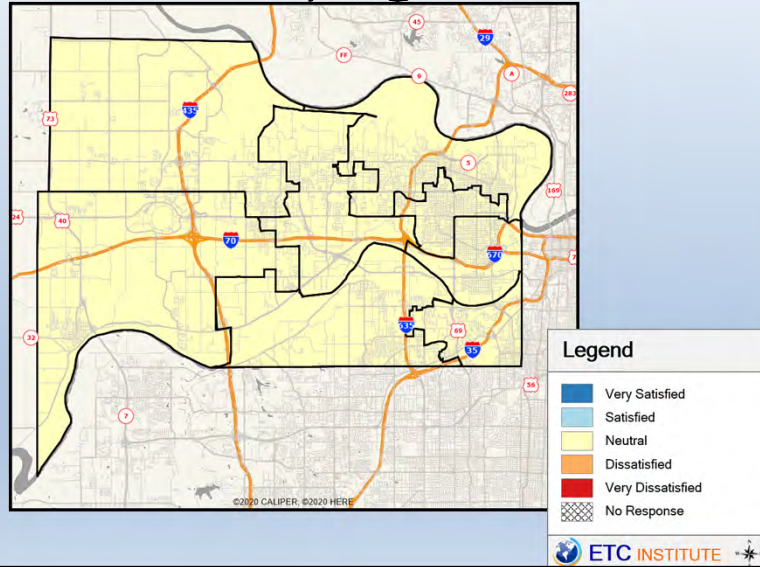 45
29
FF
9
A
283
435
73
5
169
24
40
70
670
7
32
635
69
35
56
7
©2020 CALIPER; ©2020 HERE
Legend
Very Satisfied
Satisfied
Neutral
Dissatisfied
Very Dissatisfied
No Response
ETC INSTITUTE